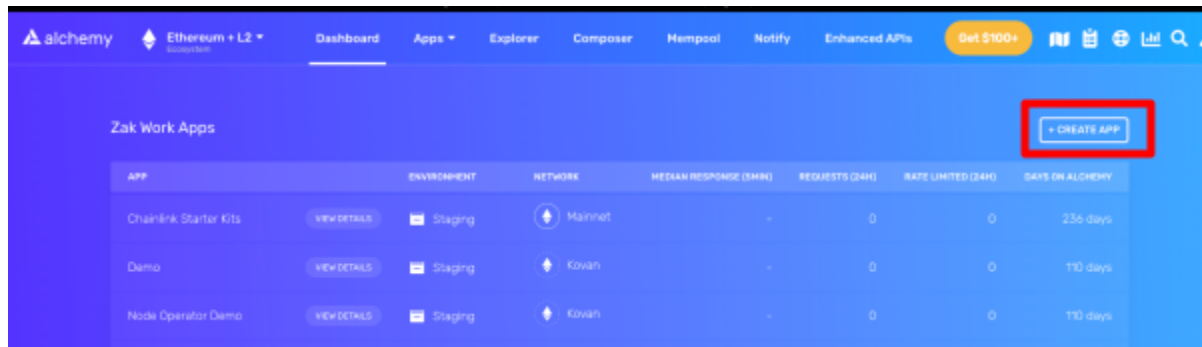 alchemy Ethereum + L2 Dashboard Apps Explorer Composer Mempool Notify Enhanced APIs Get $100+
Ecosystem
Zak Work Apps + CREATE APP
APP ENVIRONMENT NETWORK MEDIAN RESPONSE (5MIN) REQUESTS (24H) RATE LIMITED (24H) DAYS ON ALCHEMY
Chainlink Starter Kits VIEW DETAILS Staging Mainnet - 0 0 236 days
Demo VIEW DETAILS Staging Kovan - 0 0 110 days
Node Operator Demo VIEW DETAILS Staging Kovan - 0 0 110 days